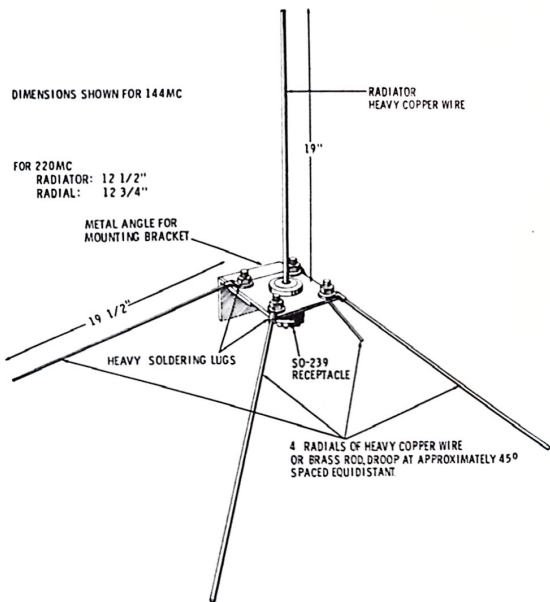 DIMENSIONS SHOWN FOR 144MC
RADIATOR
HEAVY COPPER WIRE
19"
FOR 220MC
RADIATOR: 12 1/2"
RADIAL: 12 3/4"
METAL ANGLE FOR
MOUNTING BRACKET
19 1/2"
HEAVY SOLDERING LUGS
SO-239
RECEPTACLE
4 RADIALS OF HEAVY COPPER WIRE
OR BRASS ROD, DROOP AT APPROXIMATELY 45°
SPACED EQUIDISTANT